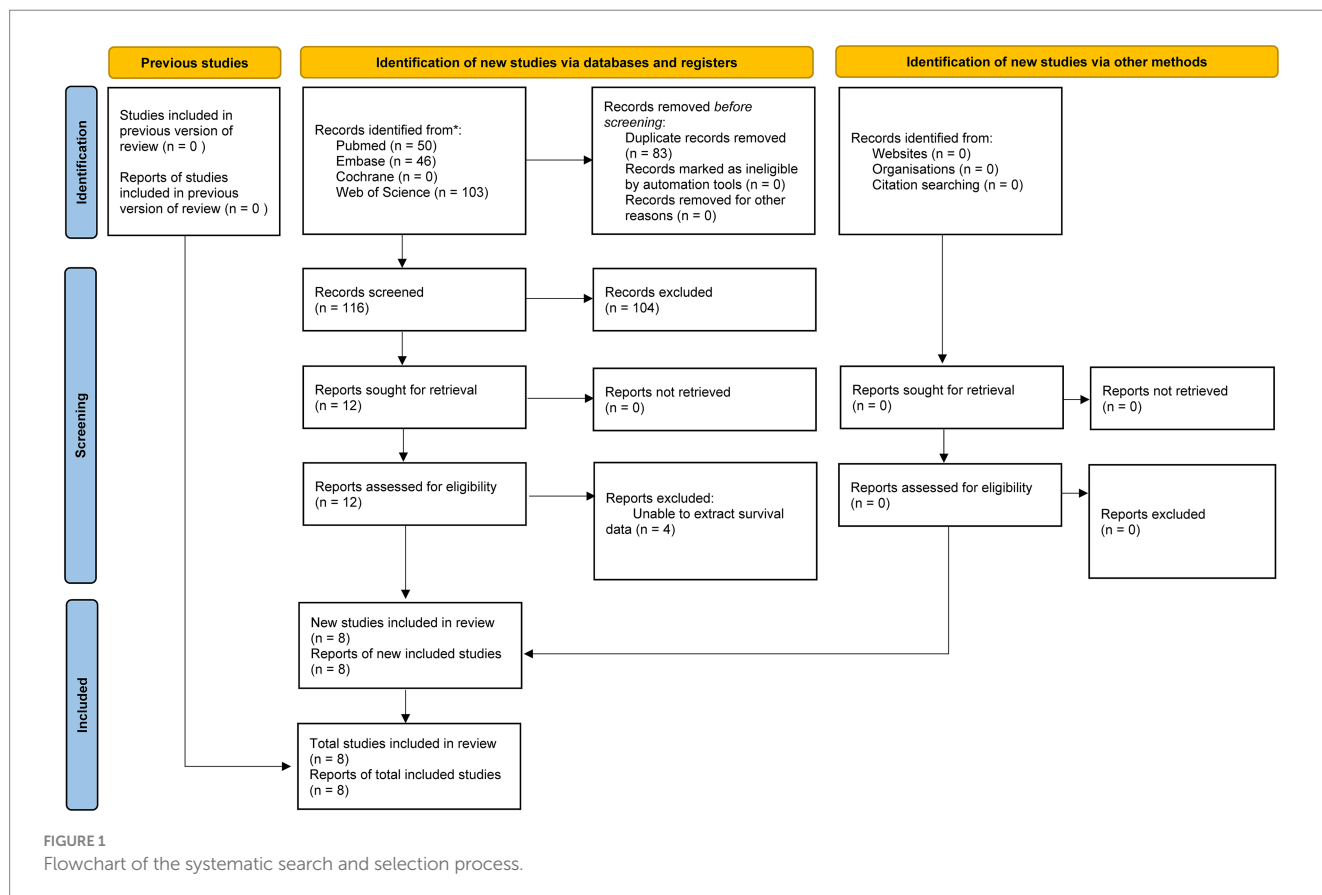 Previous studies
Identification of new studies via databases and registers
Identification of new studies via other methods
Identification
Studies included in
previous version of
review (n = 0 )
Reports of studies
included in previous
version of review (n = 0 )
Records identified from*:
Pubmed (n = 50)
Embase (n = 46)
Cochrane (n = 0)
Web of Science (n = 103)
Records removed before
screening:
Duplicate records removed
(n = 83)
Records marked as ineligible
by automation tools (n = 0)
Records removed for other
reasons (n = 0)
Records identified from:
Websites (n = 0)
Organisations (n = 0)
Citation searching (n = 0)
Screening
Records screened
(n = 116)
Records excluded
(n = 104)
Reports sought for retrieval
(n = 12)
Reports not retrieved
(n = 0)
Reports sought for retrieval
(n = 0)
Reports not retrieved
(n = 0)
Reports assessed for eligibility
(n = 12)
Reports excluded:
Unable to extract survival
data (n = 4)
Reports assessed for eligibility
(n = 0)
Reports excluded
(n = 0)
Included
New studies included in review
(n = 8)
Reports of new included studies
(n = 8)
Total studies included in review
(n = 8)
Reports of total included studies
(n = 8)
FIGURE 1
Flowchart of the systematic search and selection process.